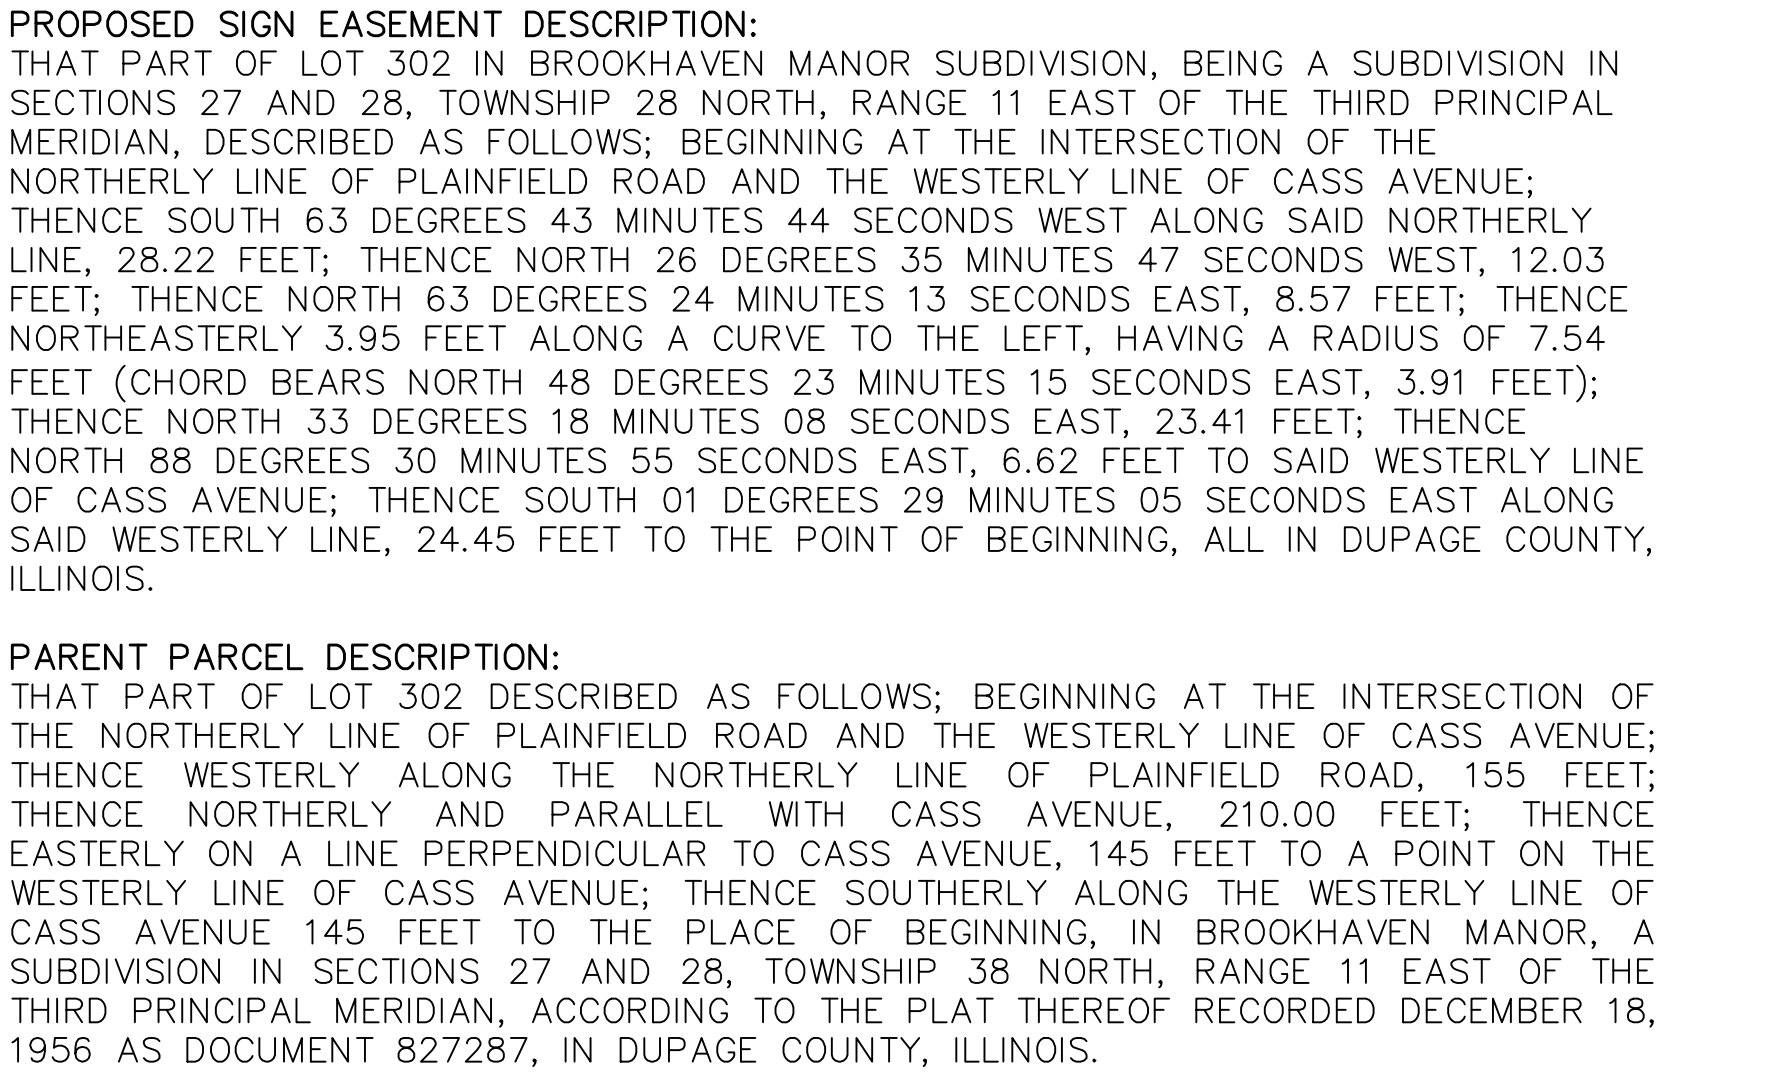 PROPOSED SIGN EASEMENT DESCRIPTION:
THAT PART OF LOT 302 IN BROOKHAVEN MANOR SUBDIVISION, BEING A SUBDIVISION IN
SECTIONS 27 AND 28, TOWNSHIP 28 NORTH, RANGE 11 EAST OF THE THIRD PRINCIPAL
MERIDIAN, DESCRIBED AS FOLLOWS; BEGINNING AT THE INTERSECTION OF THE
NORTHERLY LINE OF PLAINFIELD ROAD AND THE WESTERLY LINE OF CASS AVENUE;
THENCE SOUTH 63 DEGREES 43 MINUTES 44 SECONDS WEST ALONG SAID NORTHERLY
LINE, 28.22 FEET; THENCE NORTH 26 DEGREES 35 MINUTES 47 SECONDS WEST, 12.03
FEET; THENCE NORTH 63 DEGREES 24 MINUTES 13 SECONDS EAST, 8.57 FEET; THENCE
NORTHEASTERLY 3.95 FEET ALONG A CURVE TO THE LEFT, HAVING A RADIUS OF 7.54
FEET (CHORD BEARS NORTH 48 DEGREES 23 MINUTES 15 SECONDS EAST, 3.91 FEET);
THENCE NORTH 33 DEGREES 18 MINUTES 08 SECONDS EAST, 23.41 FEET; THENCE
NORTH 88 DEGREES 30 MINUTES 55 SECONDS EAST, 6.62 FEET TO SAID WESTERLY LINE
OF CASS AVENUE; THENCE SOUTH 01 DEGREES 29 MINUTES 05 SECONDS EAST ALONG
SAID WESTERLY LINE, 24.45 FEET TO THE POINT OF BEGINNING, ALL IN DUPAGE COUNTY,
ILLINOIS.
PARENT PARCEL DESCRIPTION:
THAT PART OF LOT 302 DESCRIBED AS FOLLOWS; BEGINNING AT THE INTERSECTION OF
THE NORTHERLY LINE OF PLAINFIELD ROAD AND THE WESTERLY LINE OF CASS AVENUE;
THENCE WESTERLY ALONG THE NORTHERLY LINE OF PLAINFIELD ROAD, 155 FEET;
THENCE NORTHERLY AND PARALLEL WITH CASS AVENUE, 210.00 FEET; THENCE
EASTERLY ON A LINE PERPENDICULAR TO CASS AVENUE, 145 FEET TO A POINT ON THE
WESTERLY LINE OF CASS AVENUE; THENCE SOUTHERLY ALONG THE WESTERLY LINE OF
CASS AVENUE 145 FEET TO THE PLACE OF BEGINNING, IN BROOKHAVEN MANOR, A
SUBDIVISION IN SECTIONS 27 AND 28, TOWNSHIP 38 NORTH, RANGE 11 EAST OF THE
THIRD PRINCIPAL MERIDIAN, ACCORDING TO THE PLAT THEREOF RECORDED DECEMBER 18,
1956 AS DOCUMENT 827287, IN DUPAGE COUNTY, ILLINOIS.